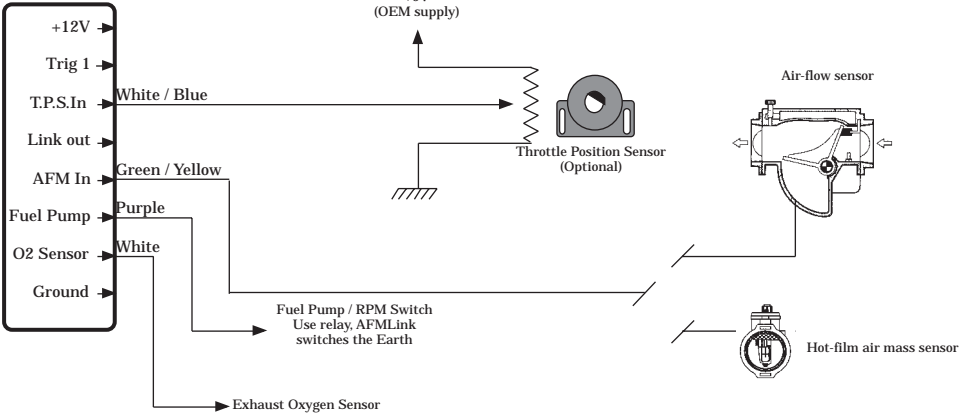 (OEM supply)
+12V
Trig 1
T.P.S.In
White / Blue
Link out
AFM In
Green / Yellow
Fuel Pump
Purple
O2 Sensor
White
Ground
Throttle Position Sensor
(Optional)
Air-flow sensor
Fuel Pump / RPM Switch
Use relay, AFMLink
switches the Earth
Hot-film air mass sensor
Exhaust Oxygen Sensor